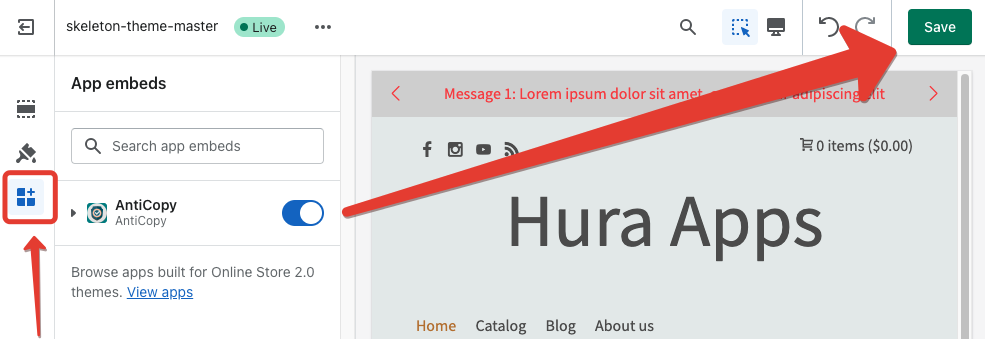 skeleton-theme-master
Live
Save
App embeds
Search app embeds
AntiCopy
AntiCopy
Browse apps built for Online Store 2.0
themes. View apps
Message 1: Lorem ipsum dolor sit amet, adipiscing elit
0 items ($0.00)
Hura Apps
Home Catalog Blog About us